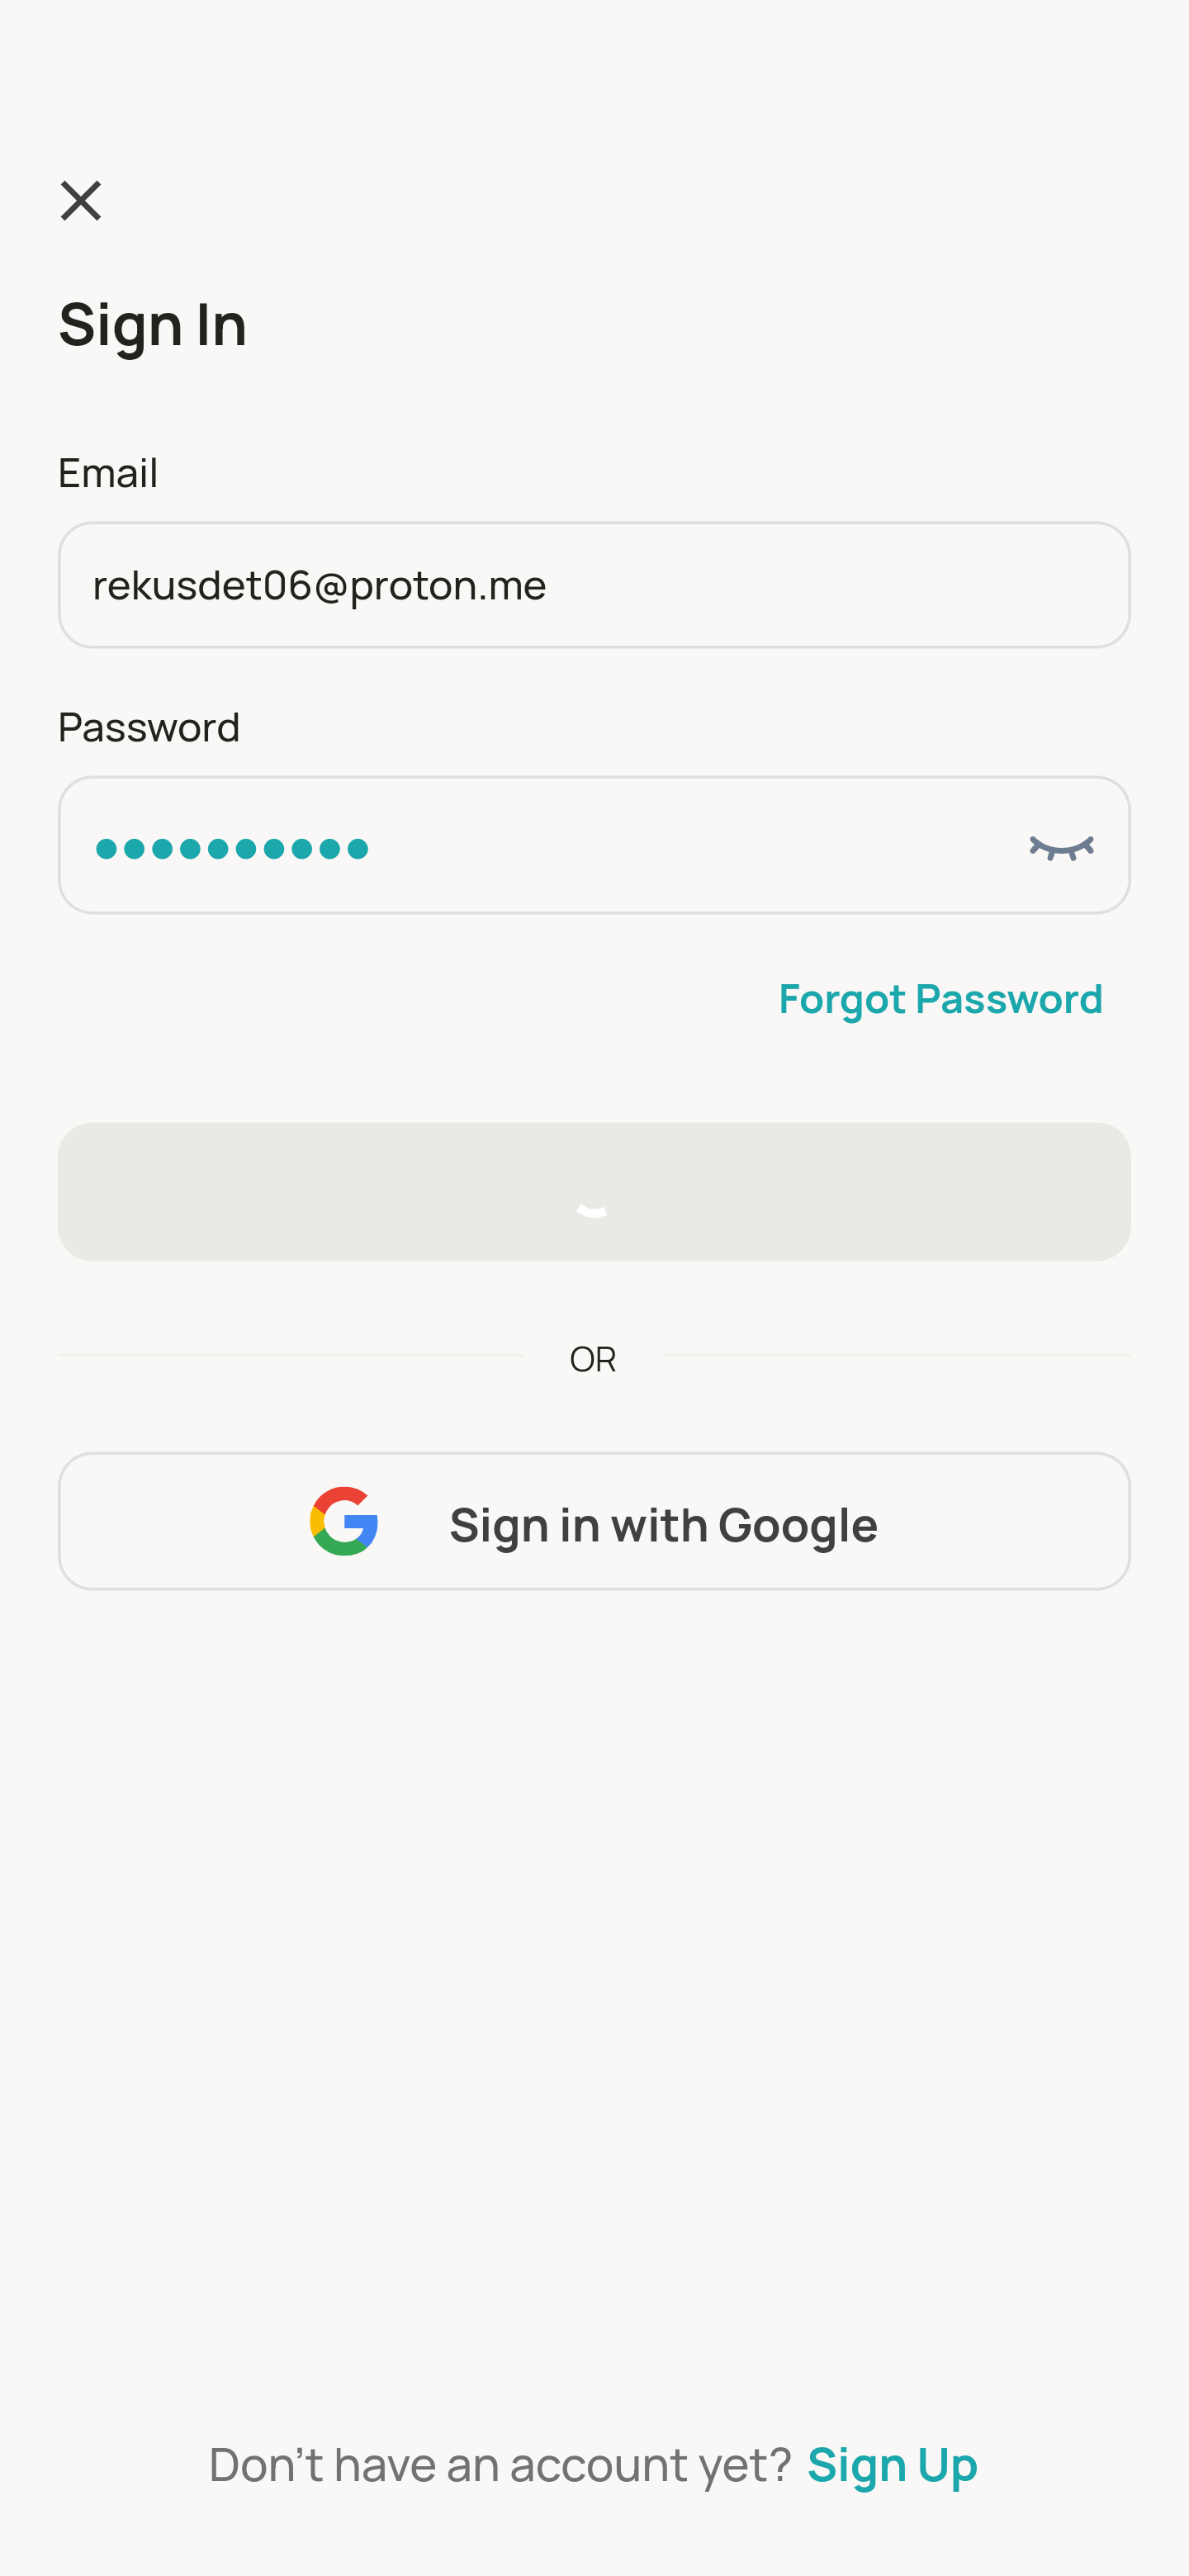 Sign In
Email
rekusdet06@proton.me
Password
Forgot Password
OR
Sign in with Google
Don't have an account yet? Sign Up